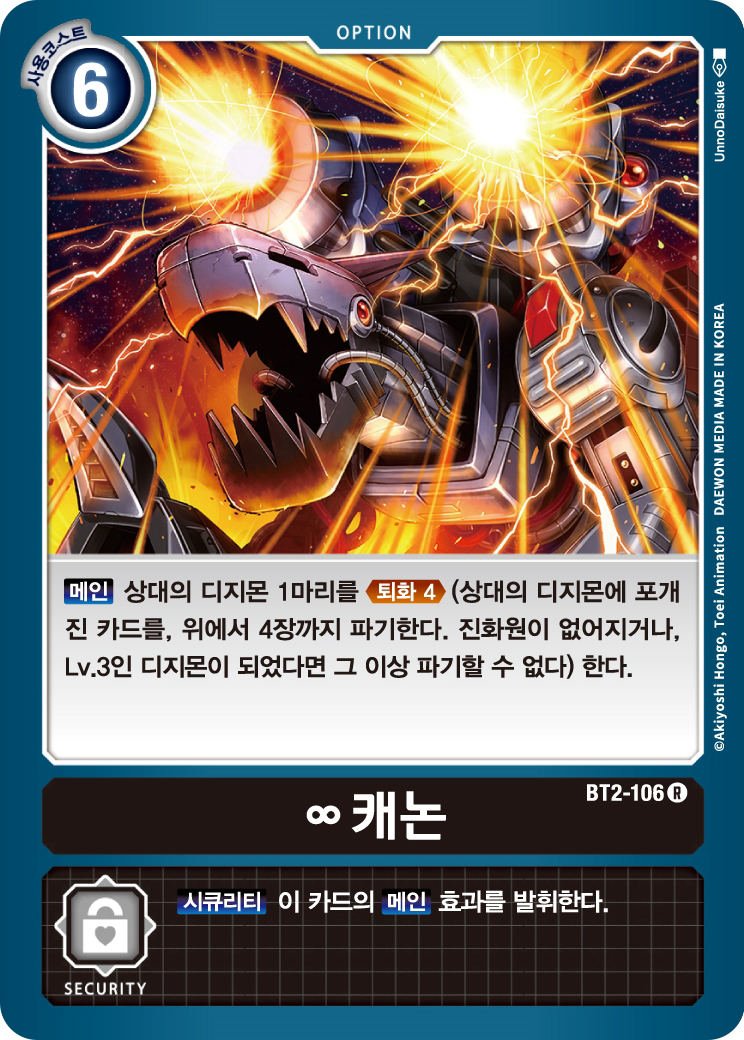 OPTION
사용코스트
6
UnnoDaisuke
©Akiyoshi Hongo, Toei Animation DAEWON MEDIA MADE IN KOREA
메인 상대의 디지몬 1마리를 퇴화 4 (상대의 디지몬에 포개
진 카드를, 위에서 4장까지 파기한다. 진화원이 없어지거나,
Lv.3인 디지몬이 되었다면 그 이상 파기할 수 없다) 한다.
BT2-106 R
∞ 캐논
시큐리티 이 카드의 메인 효과를 발휘한다.
SECURITY